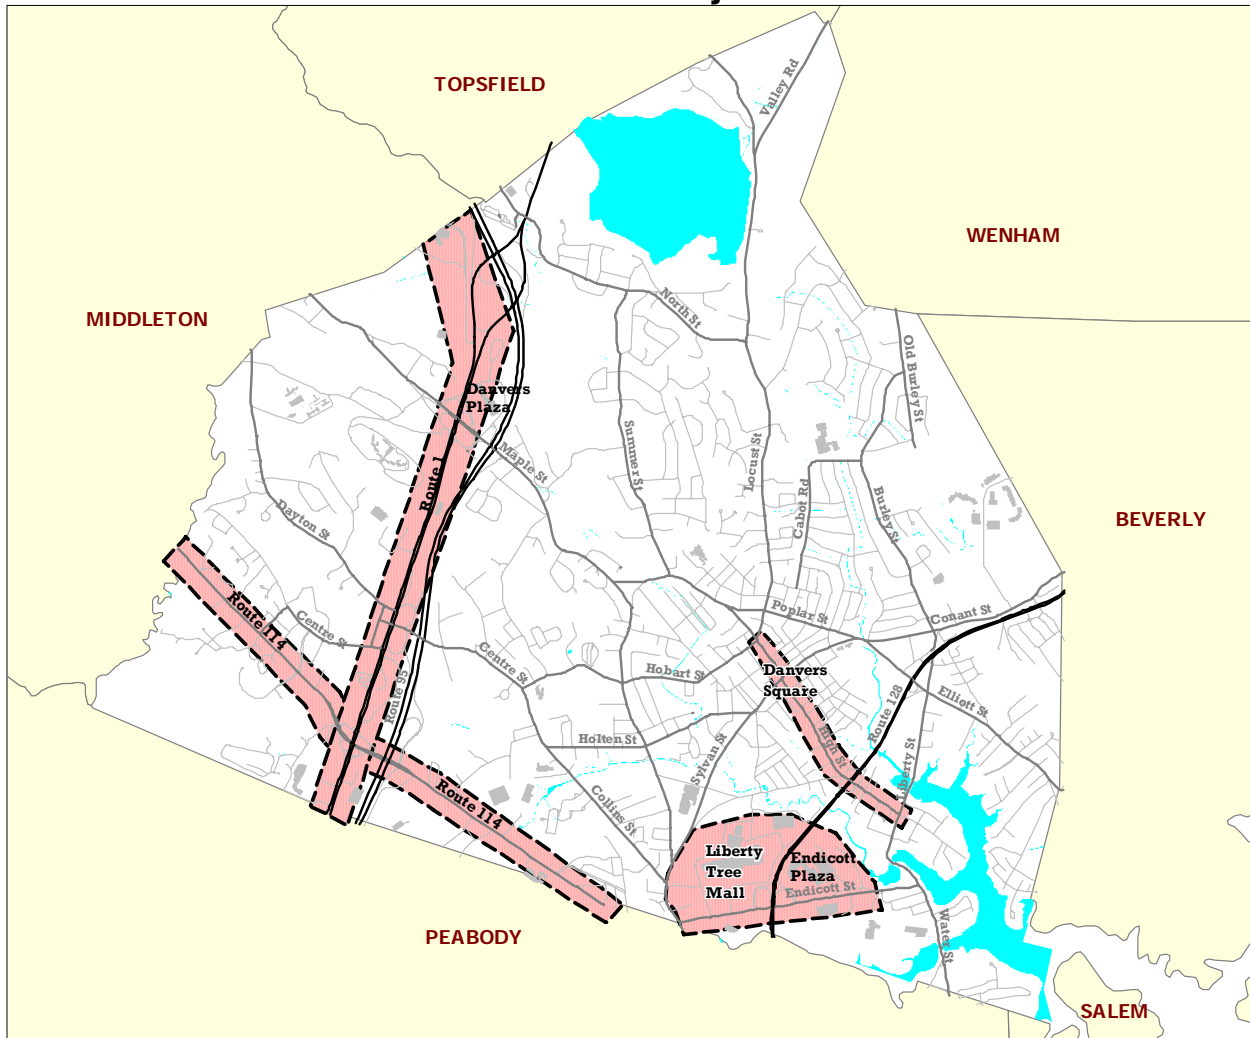 TOPSFIELD
Valley Rd
WENHAM
MIDDLETON
North St
Old Burley St
Danvers
Plaza
Maple St
Summer St
Locust St
Route 1
Cabot Rd
Burley St
Dayton St
BEVERLY
Route 114
Centre St
Poplar St
Conant St
Centre St
Hobart St
Danvers
Square
Route 95
Elliott St
Route 128
Holten St
High St
Sylvan St
Liberty St
Route 114
Collins St
Liberty
Tree
Mall
Endicott
Plaza
Endicott St
Water St
PEABODY
SALEM